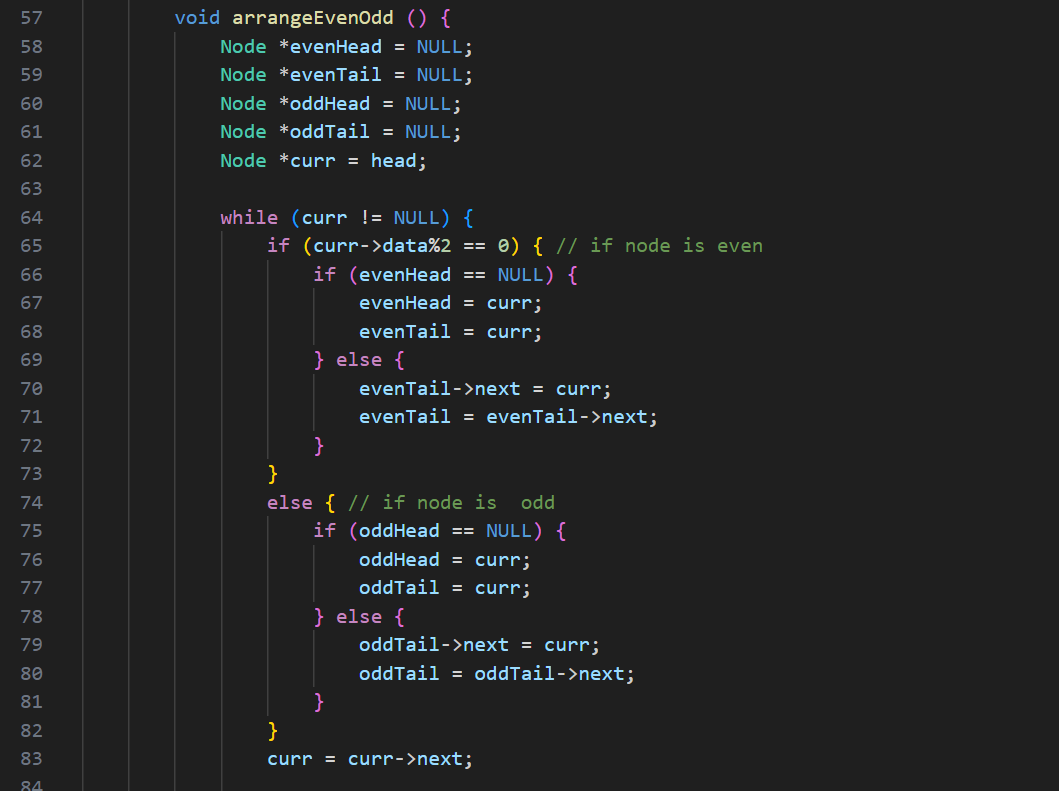 57 void arrangeEvenOdd () {
58 Node *evenHead = NULL;
59 Node *evenTail = NULL;
60 Node *oddHead = NULL;
61 Node *oddTail = NULL;
62 Node *curr = head;
63
64 while (curr != NULL) {
65 if (curr->data%2 == 0) { // if node is even
66 if (evenHead == NULL) {
67 evenHead = curr;
68 evenTail = curr;
69 } else {
70 evenTail->next = curr;
71 evenTail = evenTail->next;
72 }
73 }
74 else { // if node is  odd
75 if (oddHead == NULL) {
76 oddHead = curr;
77 oddTail = curr;
78 } else {
79 oddTail->next = curr;
80 oddTail = oddTail->next;
81 }
82 }
83 curr = curr->next;
84